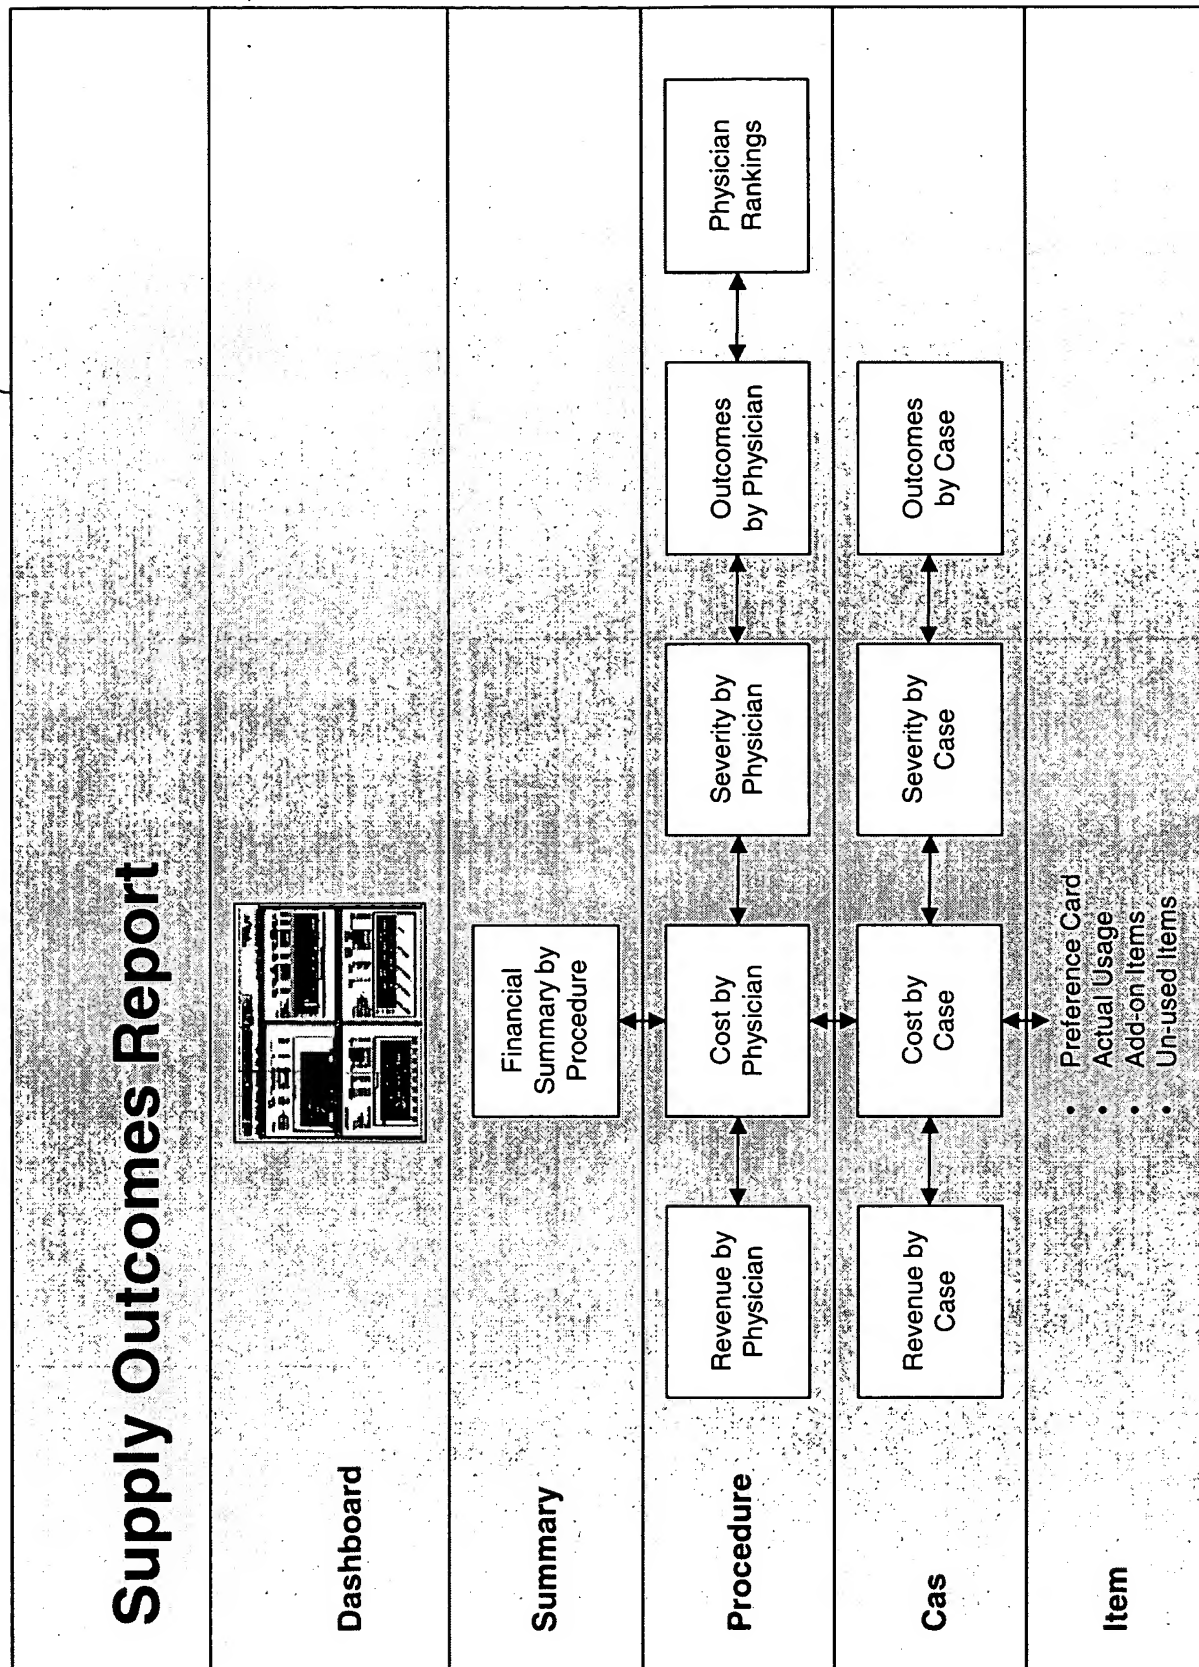 Supply Outcomes Report
Dashboard
Summary
Financial
Summary by
Procedure
Procedure
Revenue by
Physician
Cost by
Physician
Severity by
Physician
Outcomes
by Physician
Physician
Rankings
Cas
Revenue by
Case
Cost by
Case
Severity by
Case
Outcomes
by Case
Item
• Preference Card
• Actual Usage
• Add-on Items
• Un-used Items